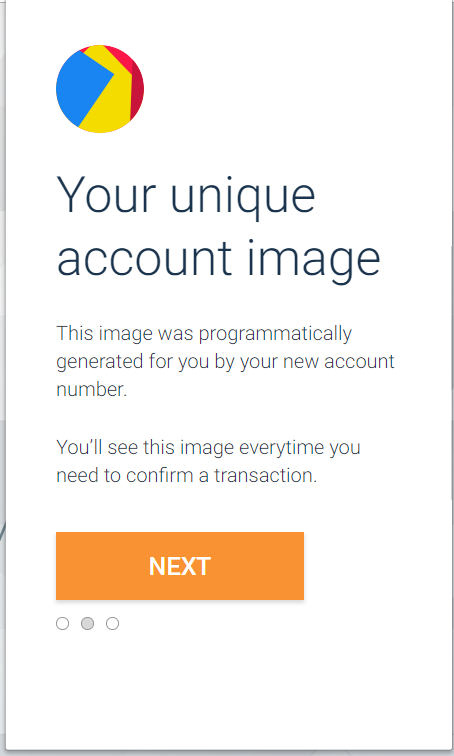 Your unique
account image
This image was programmatically
generated for you by your new account
number.
You’ll see this image everytime you
need to confirm a transaction.
NEXT